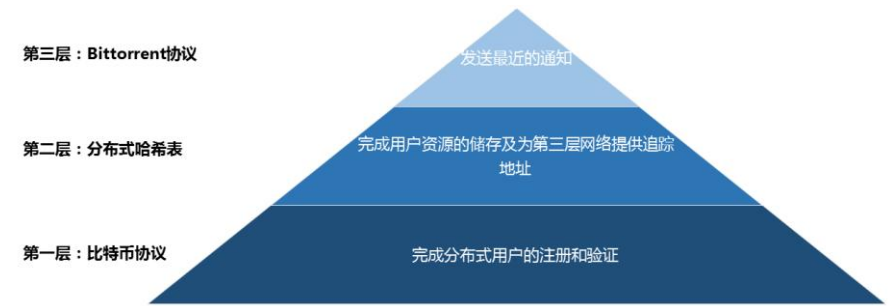 第三层：Bittorrent协议
发送最近的通知
第二层：分布式哈希表
完成用户资源的储存及为第三层网络提供追踪
地址
第一层：比特币协议
完成分布式用户的注册和验证